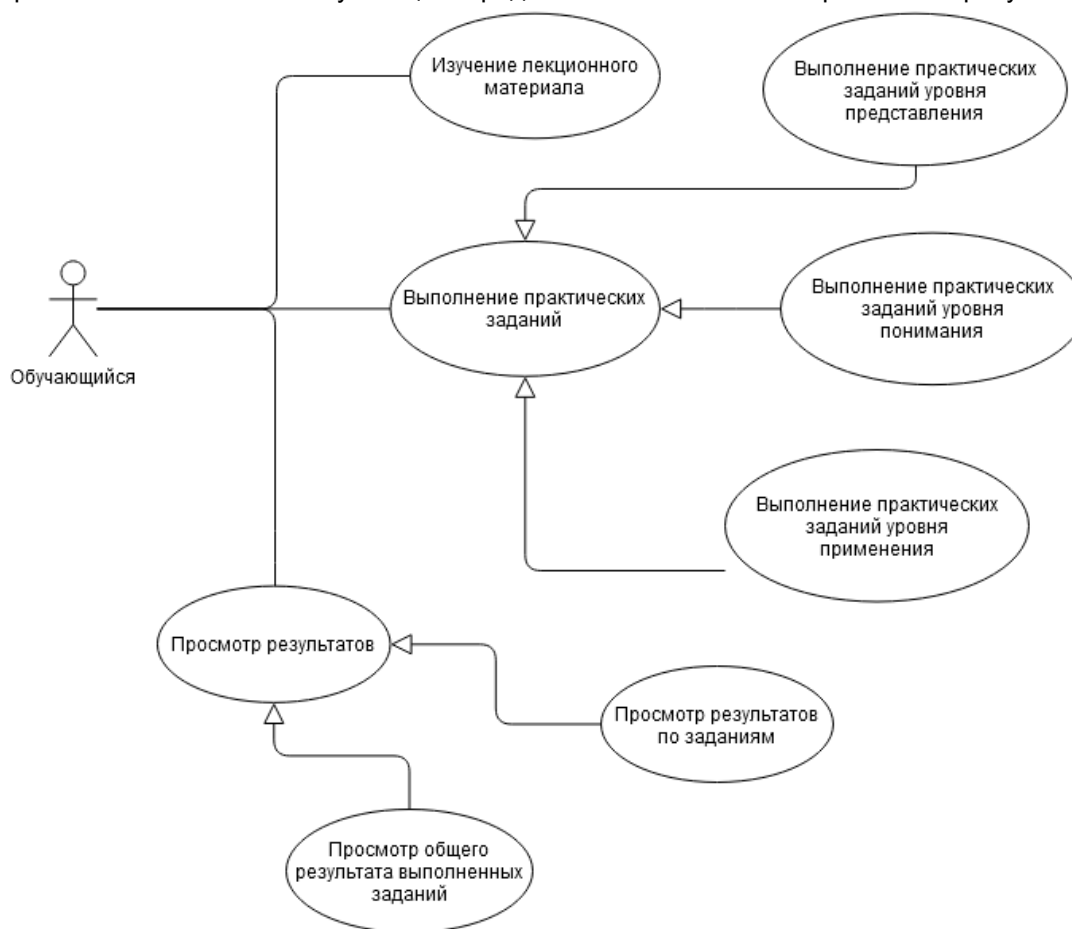 Изучение лекционного
материала
Выполнение практических
заданий уровня
представления
Выполнение практических
заданий
Выполнение практических
заданий уровня
понимания
Обучающийся
Выполнение практических
заданий уровня
применения
Просмотр результатов
Просмотр результатов
по заданиям
Просмотр общего
результата выполненных
заданий